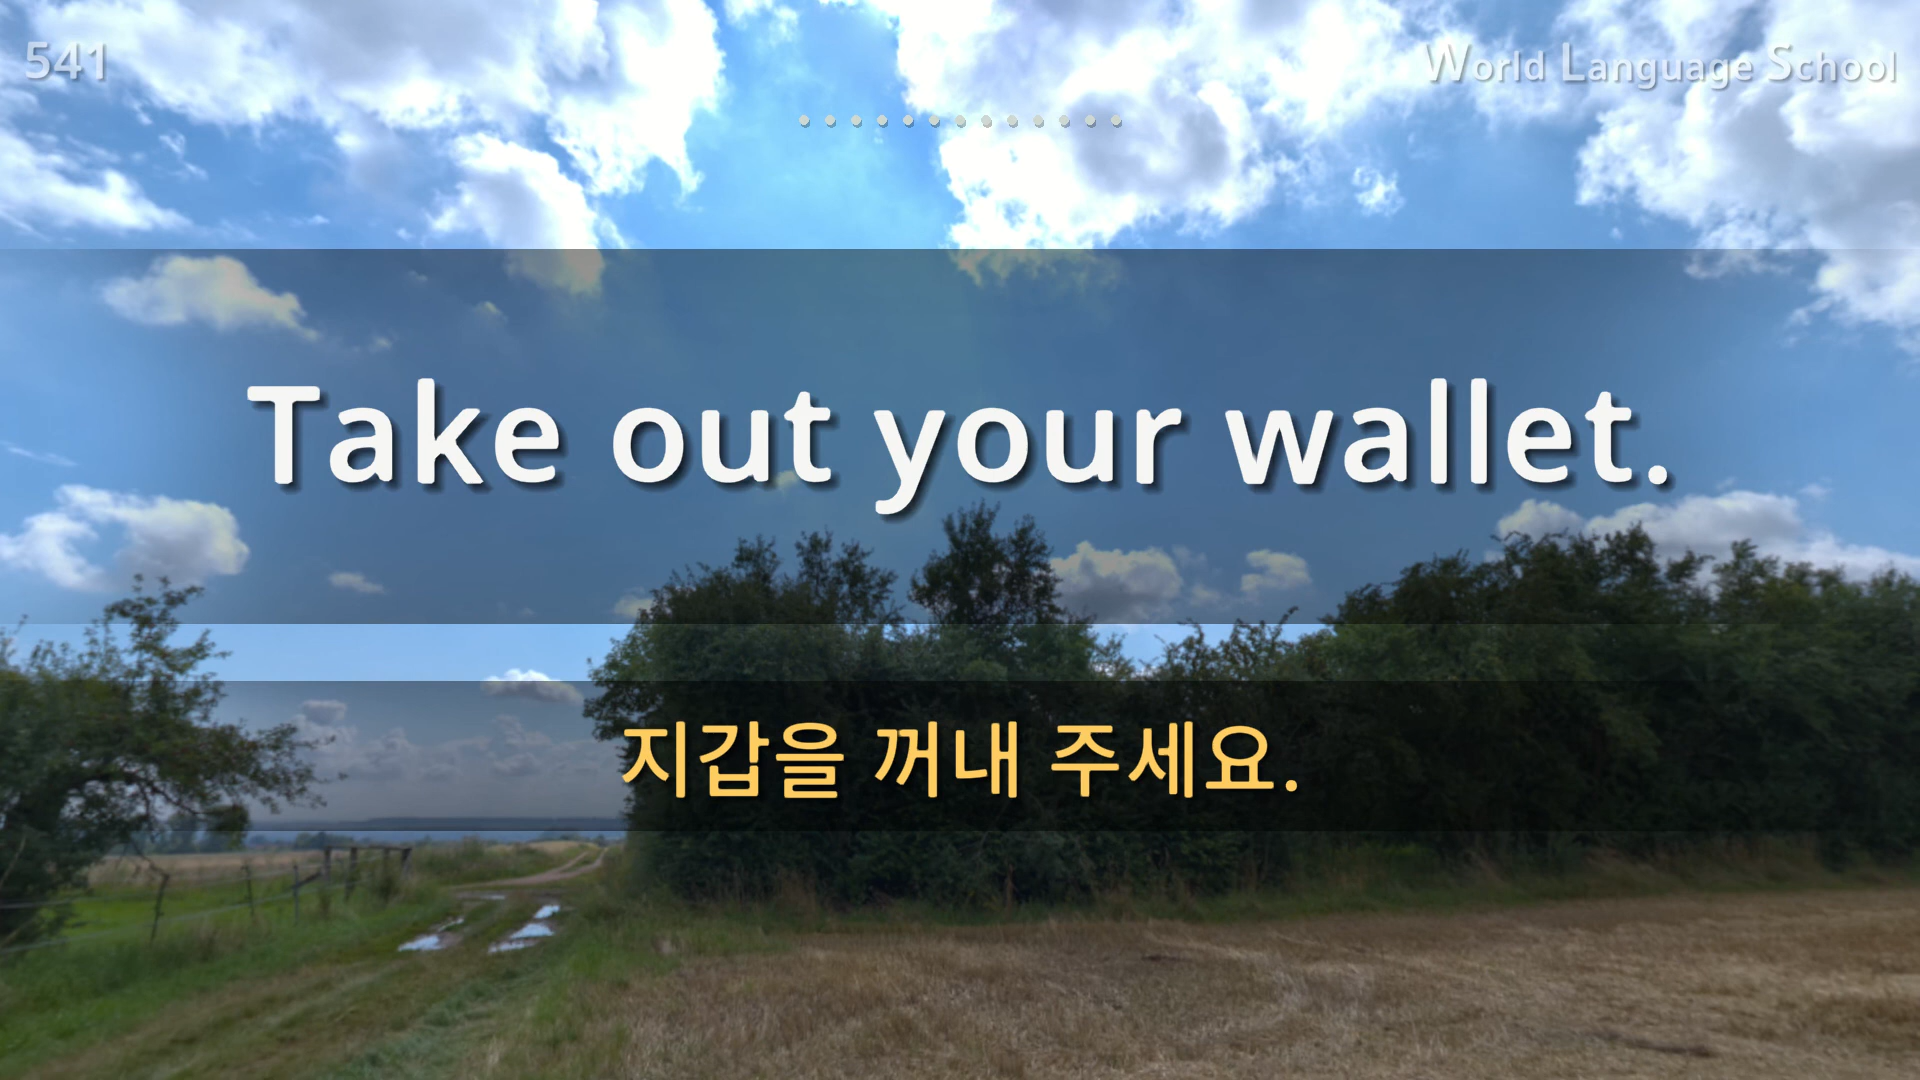 541
World Language School
Take out your wallet.
지갑을 꺼내 주세요.